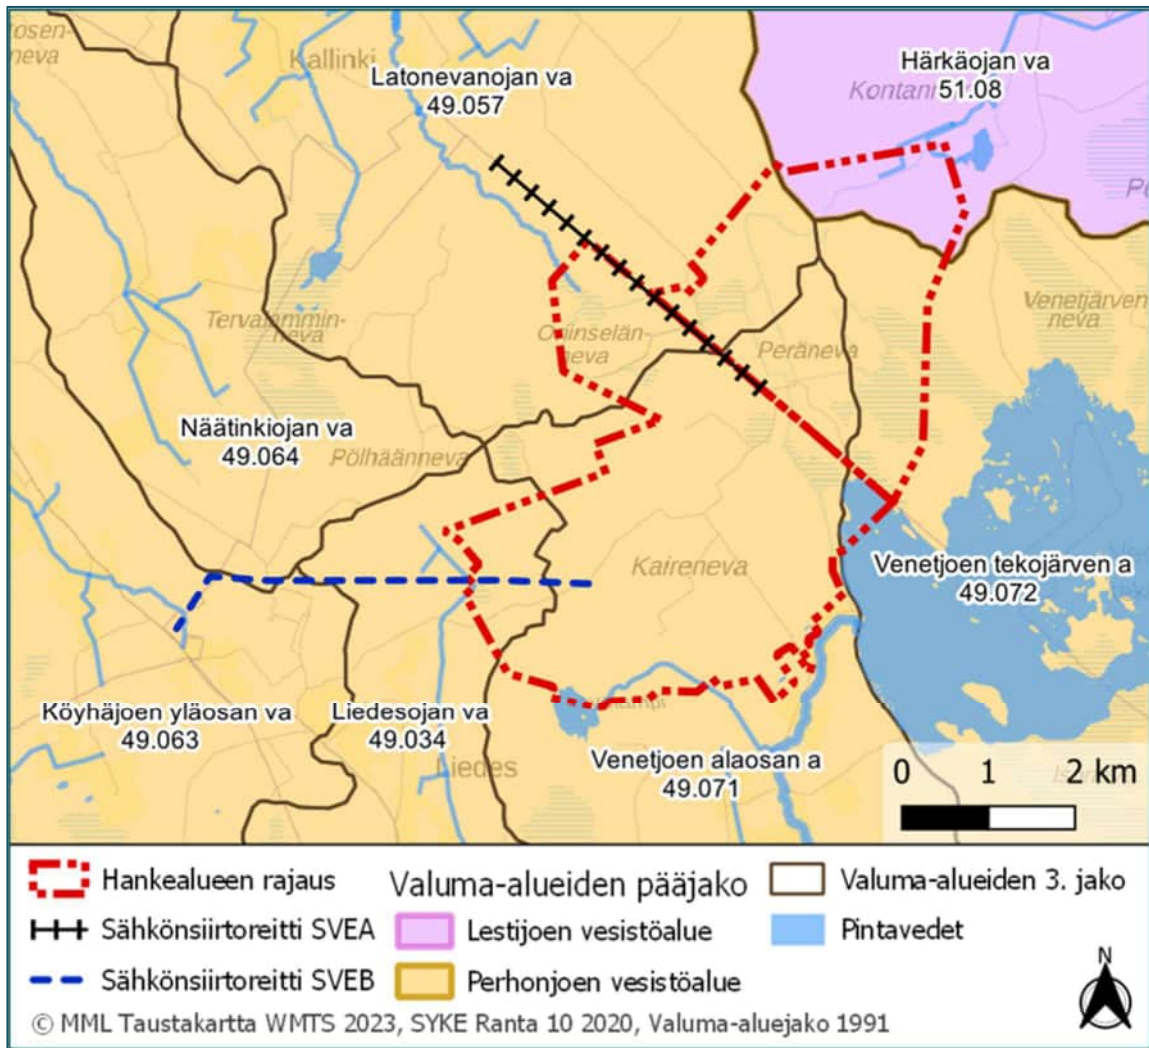 Kallinki
neva
Latonevanojan va
49.057
Härkäojan va
51.08
Tervalammin-
neva
neva
Peräneva
Venetjärven
neva
Näätinkiojan va
49.064
Pölhäänneva
Kaireneva
Venetjoen tekojärven a
49.072
Köyhäjoen yläosan va
49.063
Liedesojan va
49.034
Liedes
Venetjoen alaosan a
49.071
0 1 2 km
Hankealueen rajaus
Sähkönsiirtoreitti SVEA
Sähkönsiirtoreitti SVEB
Valuma-alueiden pääjako
Lestijoen vesistöalue
Perhonjoen vesistöalue
Valuma-alueiden 3. jako
Pintavedet
N
© MML Taustakartta WMTS 2023, SYKE Ranta 10 2020, Valuma-aluejako 1991